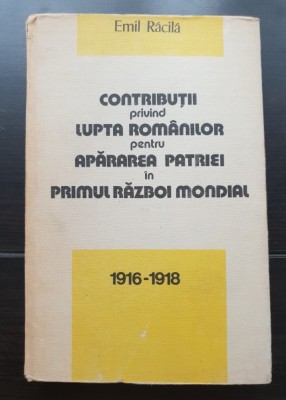 Emil Răcilă
CONTRIBUȚII
privind
LUPTA ROMÂNILOR
pentru
APĂRAREA PATRIEI
în
PRIMUL RĂZBOI MONDIAL
1916-1918